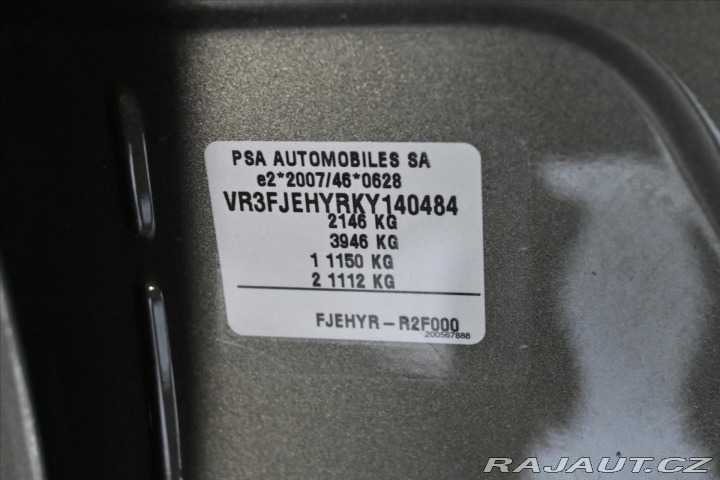 PSA AUTOMOBILES SA
e2*2007/46*0628
VR3FJEHYRKY140484
2146 KG
3946 KG
1 1150 KG
2 1112 KG
FJEHYR-R2F000
200587888
RAJAUT.CZ